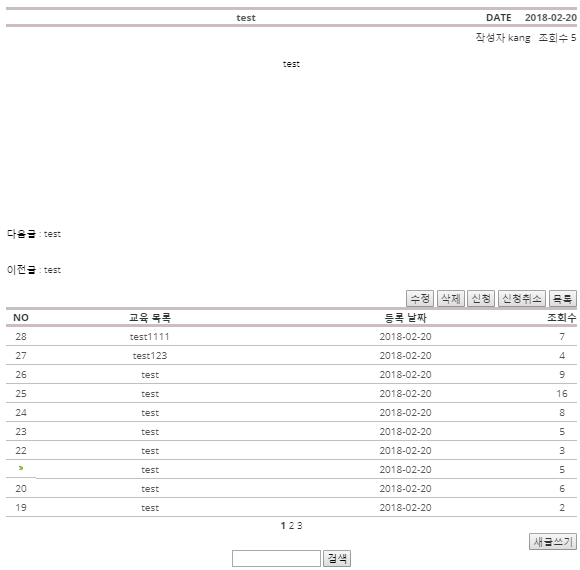 test DATE 2018-02-20
작성자 kang 조회수 5
test
다음글 : test
이전글 : test
수정 삭제 신청 신청취소 목록
NO 교육 목록 등록 날짜 조회수
28 test1111 2018-02-20 7
27 test123 2018-02-20 4
26 test 2018-02-20 9
25 test 2018-02-20 16
24 test 2018-02-20 8
23 test 2018-02-20 5
22 test 2018-02-20 3
test 2018-02-20 5
20 test 2018-02-20 6
19 test 2018-02-20 2
1 2 3
새글쓰기
검색